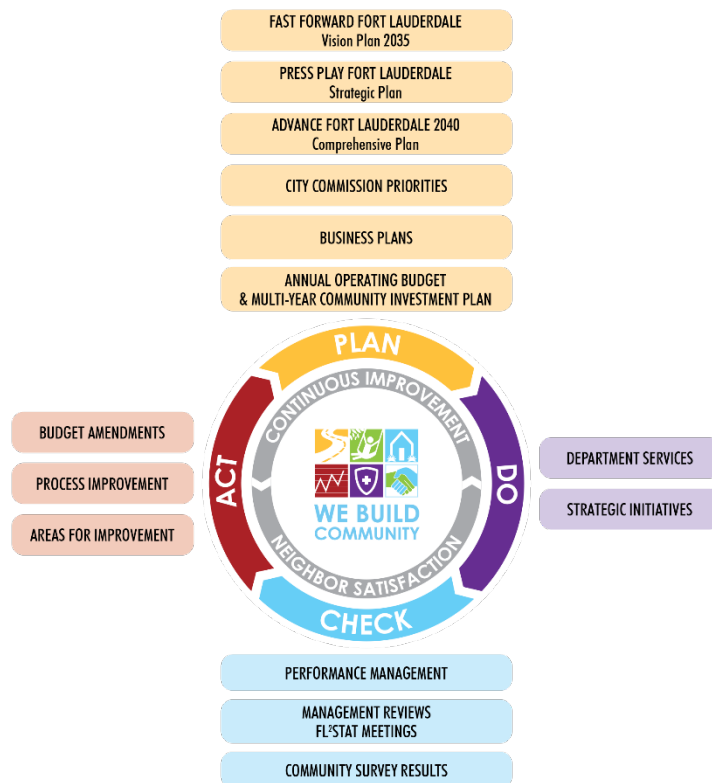 FAST FORWARD FORT LAUDERDALE
Vision Plan 2035
PRESS PLAY FORT LAUDERDALE
Strategic Plan
ADVANCE FORT LAUDERDALE 2040
Comprehensive Plan
CITY COMMISSION PRIORITIES
BUSINESS PLANS
ANNUAL OPERATING BUDGET
& MULTI-YEAR COMMUNITY INVESTMENT PLAN
PLAN
CONTINUOUS IMPROVEMENT
ACT
BUDGET AMENDMENTS
PROCESS IMPROVEMENT
AREAS FOR IMPROVEMENT
WE BUILD
COMMUNITY
DO
DEPARTMENT SERVICES
STRATEGIC INITIATIVES
NEIGHBOR SATISFACTION
CHECK
PERFORMANCE MANAGEMENT
MANAGEMENT REVIEWS
FL²STAT MEETINGS
COMMUNITY SURVEY RESULTS